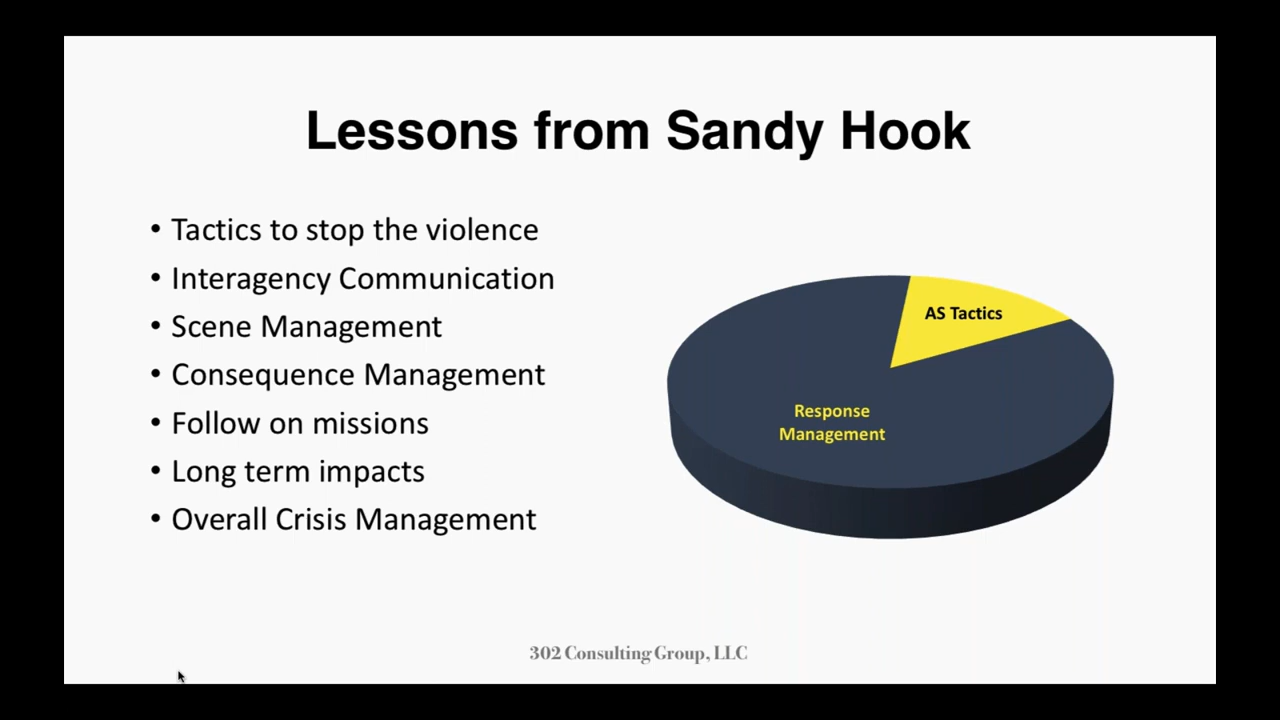 Lessons from Sandy Hook
• Tactics to stop the violence
• Interagency Communication
• Scene Management
• Consequence Management
• Follow on missions
• Long term impacts
• Overall Crisis Management
AS Tactics
Response
Management
302 Consulting Group, LLC